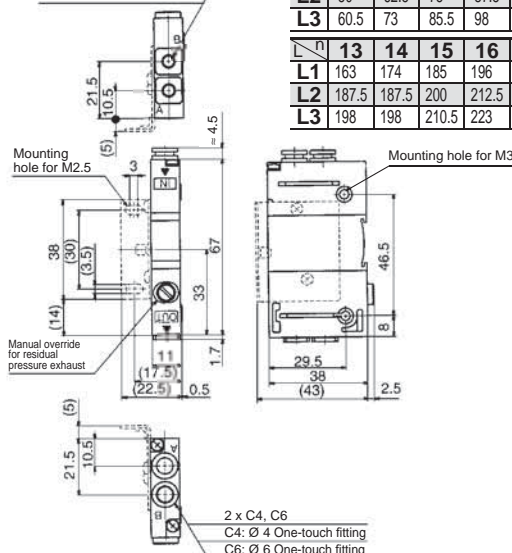 L3 60.5 73 85.5 98
L n 13 14 15 16
L1 163 174 185 196
L2 187.5 187.5 200 212.5
L3 198 198 210.5 223
B
A
21.5
10.5
(5)
≈ 4.5
Mounting
hole for M2.5
3
IN
Mounting hole for M3
38
(30)
(3.5)
(14)
67
33
46.5
8
OUT
Manual override
for residual
pressure exhaust
11
(17.5)
(22.5)
0.5
1.7
29.5
38
(43)
2.5
(5)
21.5
10.5
A
B
2 x C4, C6
C4: Ø 4 One-touch fitting
C6: Ø 6 One-touch fitting